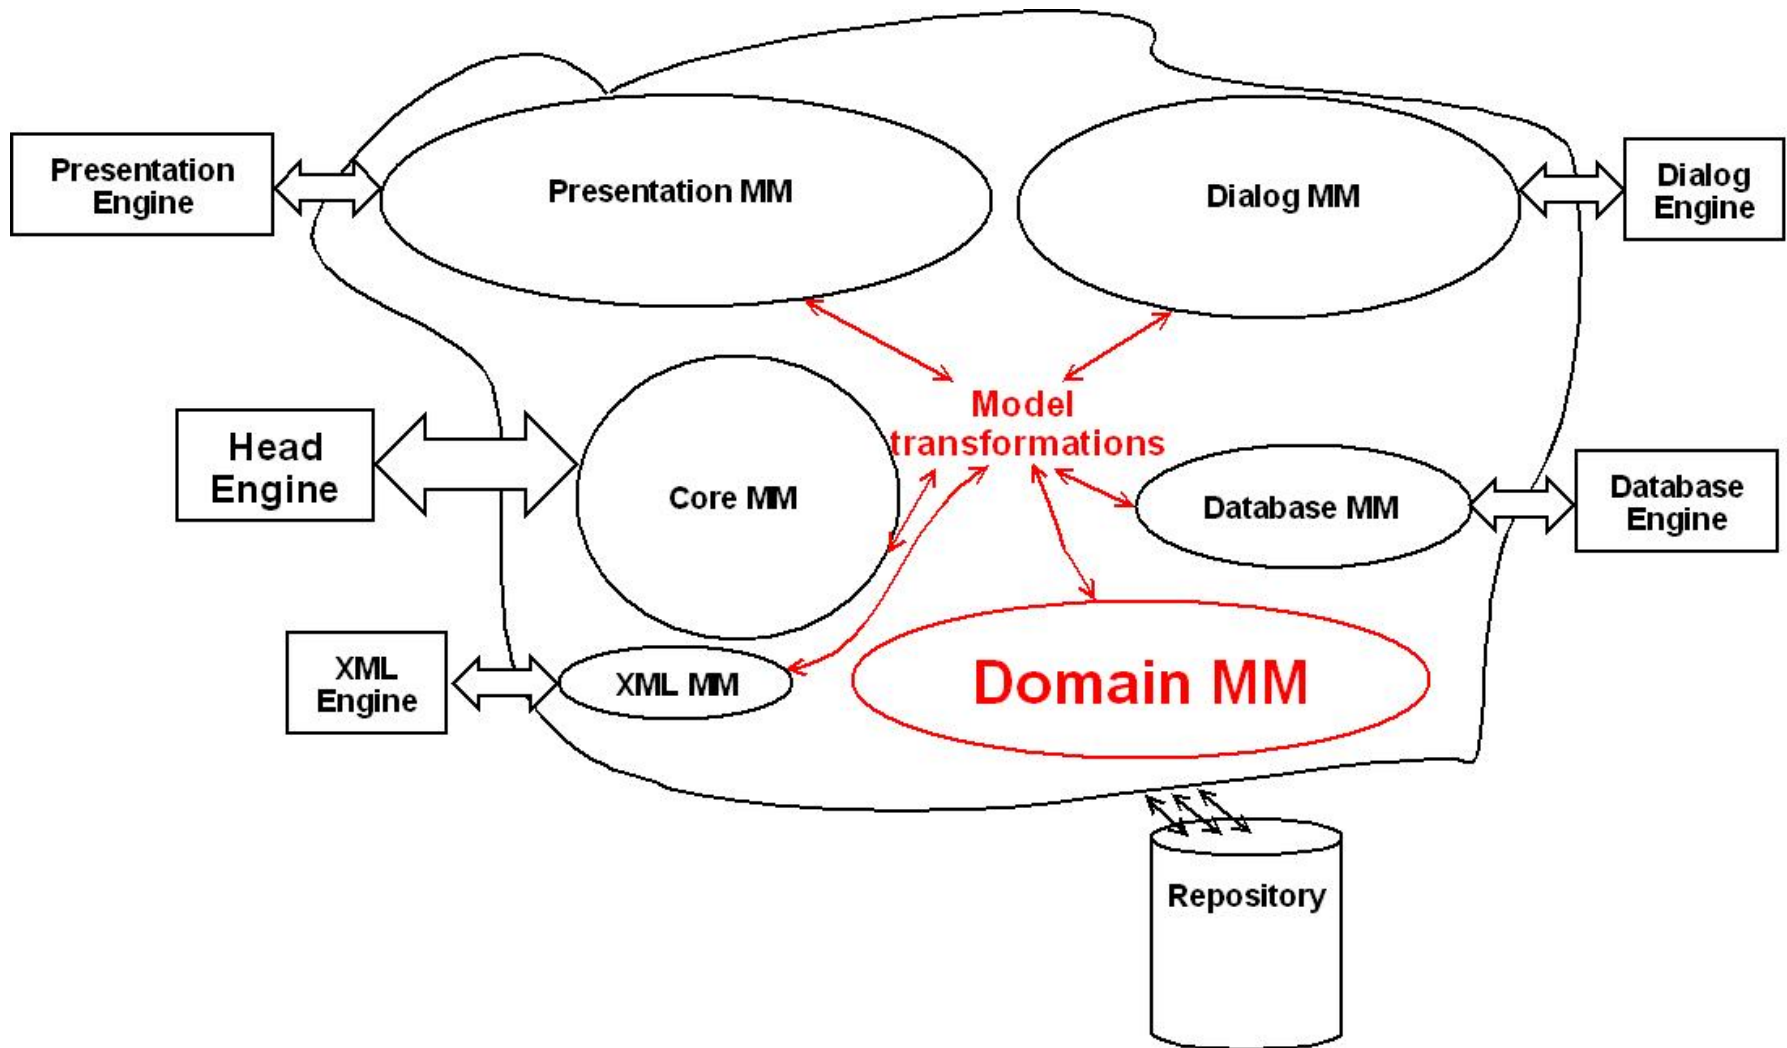 Presentation
Engine
Presentation MM
Dialog MM
Dialog
Engine
Model
transformations
Head
Engine
Core MM
Database MM
Database
Engine
XML
Engine
XML MM
Domain MM
Repository